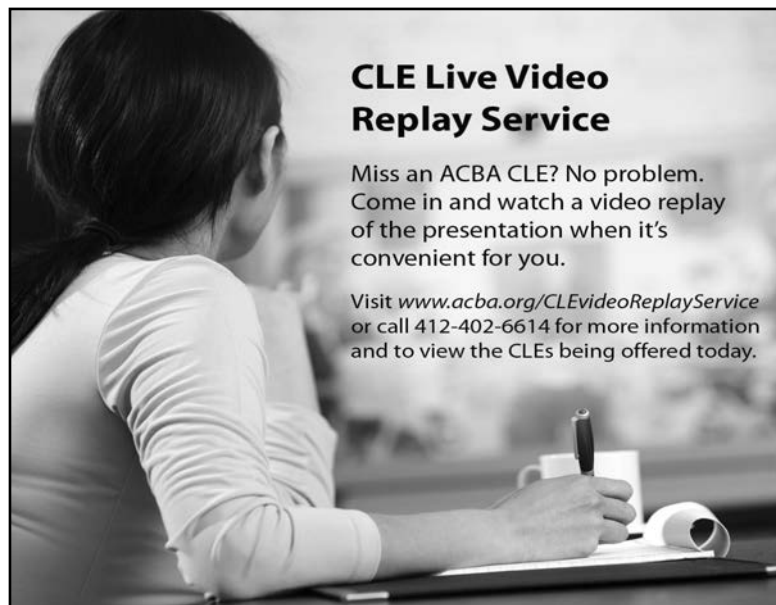 CLE Live Video
Replay Service
Miss an ACBA CLE? No problem.
Come in and watch a video replay
of the presentation when it's
convenient for you.
Visit www.acba.org/CLEvideoReplayService
or call 412-402-6614 for more information
and to view the CLEs being offered today.